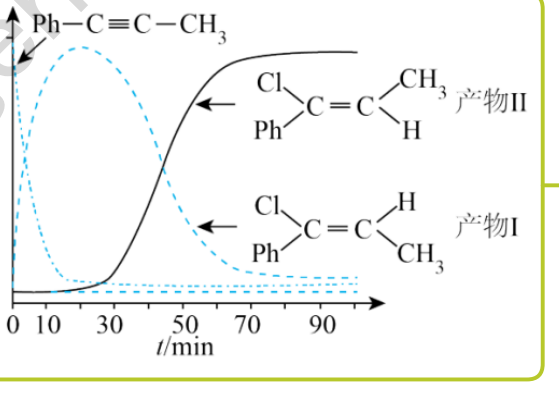 Ph—C≡C—CH₃
Cl CH₃
C=C 产物II
Ph H
Cl H
C=C 产物I
Ph CH₃
0 10 30 50 70 90
t/min